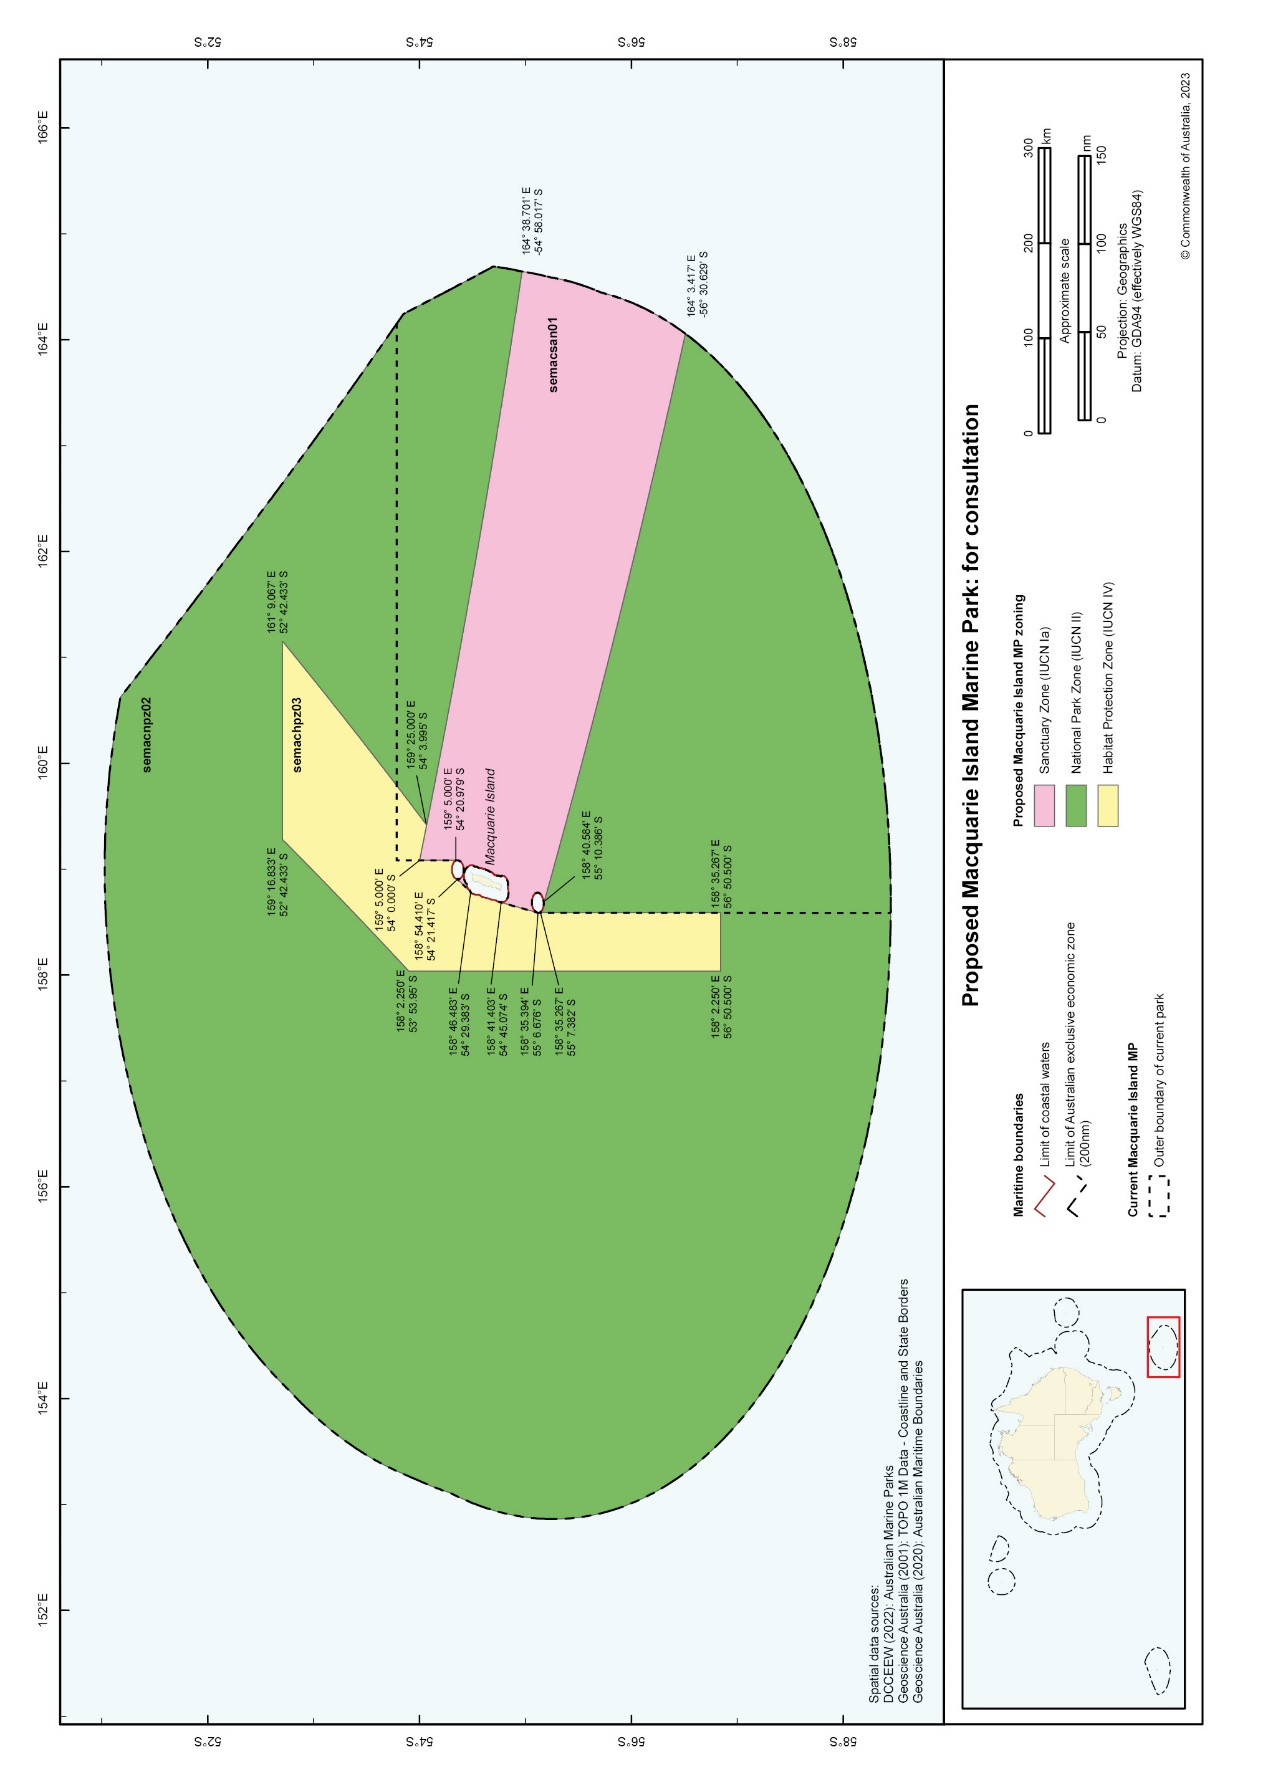 152°E
154°E
156°E
158°E
160°E
162°E
164°E
166°E
52°S
52°S
54°S
54°S
56°S
56°S
58°S
58°S
semacnpz02
semachpz03
semacsan01
159° 16.833' E
52° 42.433' S
161° 9.067' E
52° 42.433' S
158° 2.250' E
53° 53.95' S
159° 5.000' E
54° 0.000' S
159° 25.000' E
54° 3.995' S
158° 54.410' E
54° 21.417' S
159° 5.000' E
54° 20.979' S
158° 46.483' E
54° 29.383' S
Macquarie Island
158° 41.403' E
54° 45.074' S
158° 35.394' E
55° 6.676' S
158° 35.267' E
55° 7.382' S
158° 40.584' E
55° 10.386' S
164° 38.701' E
-54° 58.017' S
164° 3.417' E
-56° 30.629' S
158° 2.250' E
56° 50.500' S
158° 35.267' E
56° 50.500' S
Spatial data sources:
DCCEEW (2022): Australian Marine Parks
Geoscience Australia (2001): TOPO 1M Data - Coastline and State Borders
Geoscience Australia (2020): Australian Maritime Boundaries
Proposed Macquarie Island Marine Park: for consultation
Maritime boundaries
Limit of coastal waters
Limit of Australian exclusive economic zone
(200nm)
Current Macquarie Island MP
Outer boundary of current park
Proposed Macquarie Island MP zoning
Sanctuary Zone (IUCN Ia)
National Park Zone (IUCN II)
Habitat Protection Zone (IUCN IV)
0
100
200
300
km
Approximate scale
nm
0
50
100
150
Projection: Geographics
Datum: GDA94 (effectively WGS84)
© Commonwealth of Australia, 2023